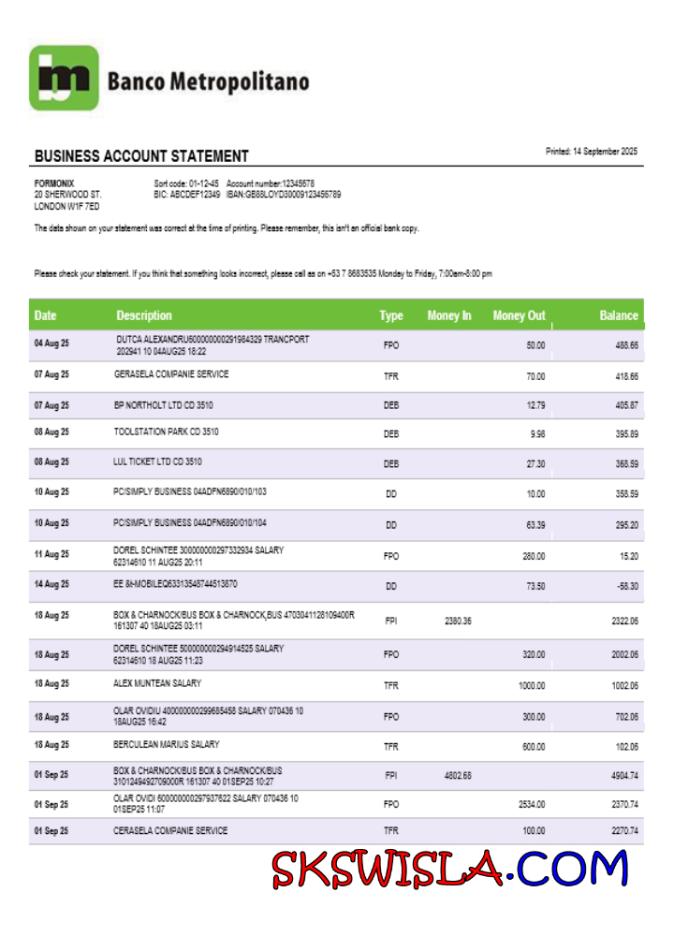 Banco Metropolitano
BUSINESS ACCOUNT STATEMENT
Printed: 14 September 2025
FORMONIX Sort code: 01-12-45 Account number:12345678
20 SHERWOOD ST. BIC: ABCDEF12349 IBAN:GB88LOYD30009123456789
LONDON W1F 7ED
The data shown on your statement was correct at the time of printing. Please remember, this isn't an official bank copy.
Please check your statement. If you think that something looks incorrect, please call as on +53 7 8683535 Monday to Friday, 7:00am-8:00 pm
Date Description Type Money In Money Out Balance
04 Aug 25 DUTCA ALEXANDRU600000000291984329 TRANCPORT
202941 10 04AUG25 18:22 FPO 50.00 488.66
07 Aug 25 GERASELA COMPANIE SERVICE TFR 70.00 418.66
07 Aug 25 BP NORTHOLT LTD CD 3510 DEB 12.79 405.87
08 Aug 25 TOOLSTATION PARK CD 3510 DEB 9.98 395.89
08 Aug 25 LUL TICKET LTD CD 3510 DEB 27.30 368.59
10 Aug 25 PC/SIMPLY BUSINESS 04ADFN6890/010/103 DD 10.00 358.59
10 Aug 25 PC/SIMPLY BUSINESS 04ADFN6890/010/104 DD 63.39 295.20
11 Aug 25 DOREL SCHINTEE 300000000297332934 SALARY
62314610 11 AUG25 20:11 FPO 280.00 15.20
14 Aug 25 EE &t-MOBILEQ63313548744513870 DD 73.50 -58.30
18 Aug 25 BOX & CHARNOCK/BUS BOX & CHARNOCK,BUS 4703041128109400R
161307 40 18AUG25 03:11 FPI 2380.36 2322.06
18 Aug 25 DOREL SCHINTEE 500000000294914525 SALARY
62314610 18 AUG25 11:23 FPO 320.00 2002.06
18 Aug 25 ALEX MUNTEAN SALARY TFR 1000.00 1002.06
18 Aug 25 OLAR OVIDIU 400000000299685458 SALARY 070436 10
18AUG25 16:42 FPO 300.00 702.06
18 Aug 25 BERCULEAN MARIUS SALARY TFR 600.00 102.06
01 Sep 25 BOX & CHARNOCK/BUS BOX & CHARNOCK/BUS
3101249492709000R 161307 40 01SEP25 10:27 FPI 4802.68 4904.74
01 Sep 25 OLAR OVIDI 600000000297937622 SALARY 070436 10
01SEP25 11:07 FPO 2534.00 2370.74
01 Sep 25 CERASELA COMPANIE SERVICE TFR 100.00 2270.74
SKSWISLA.COM